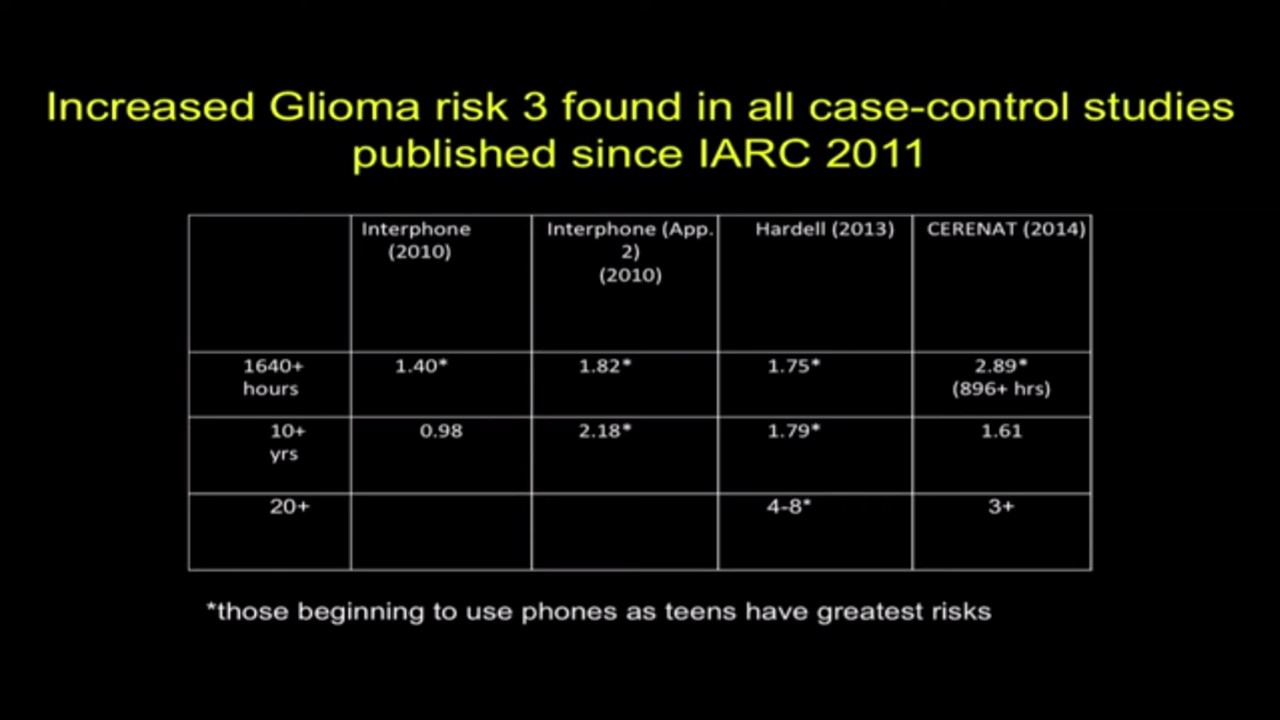 Increased Glioma risk 3 found in all case-control studies
published since IARC 2011
Interphone
(2010)
Interphone (App.
2)
(2010)
Hardell (2013)
CERENAT (2014)
1640+
hours
1.40*
1.82*
1.75*
2.89*
(896+ hrs)
10+
yrs
0.98
2.18*
1.79*
1.61
20+
4-8*
3+
*those beginning to use phones as teens have greatest risks